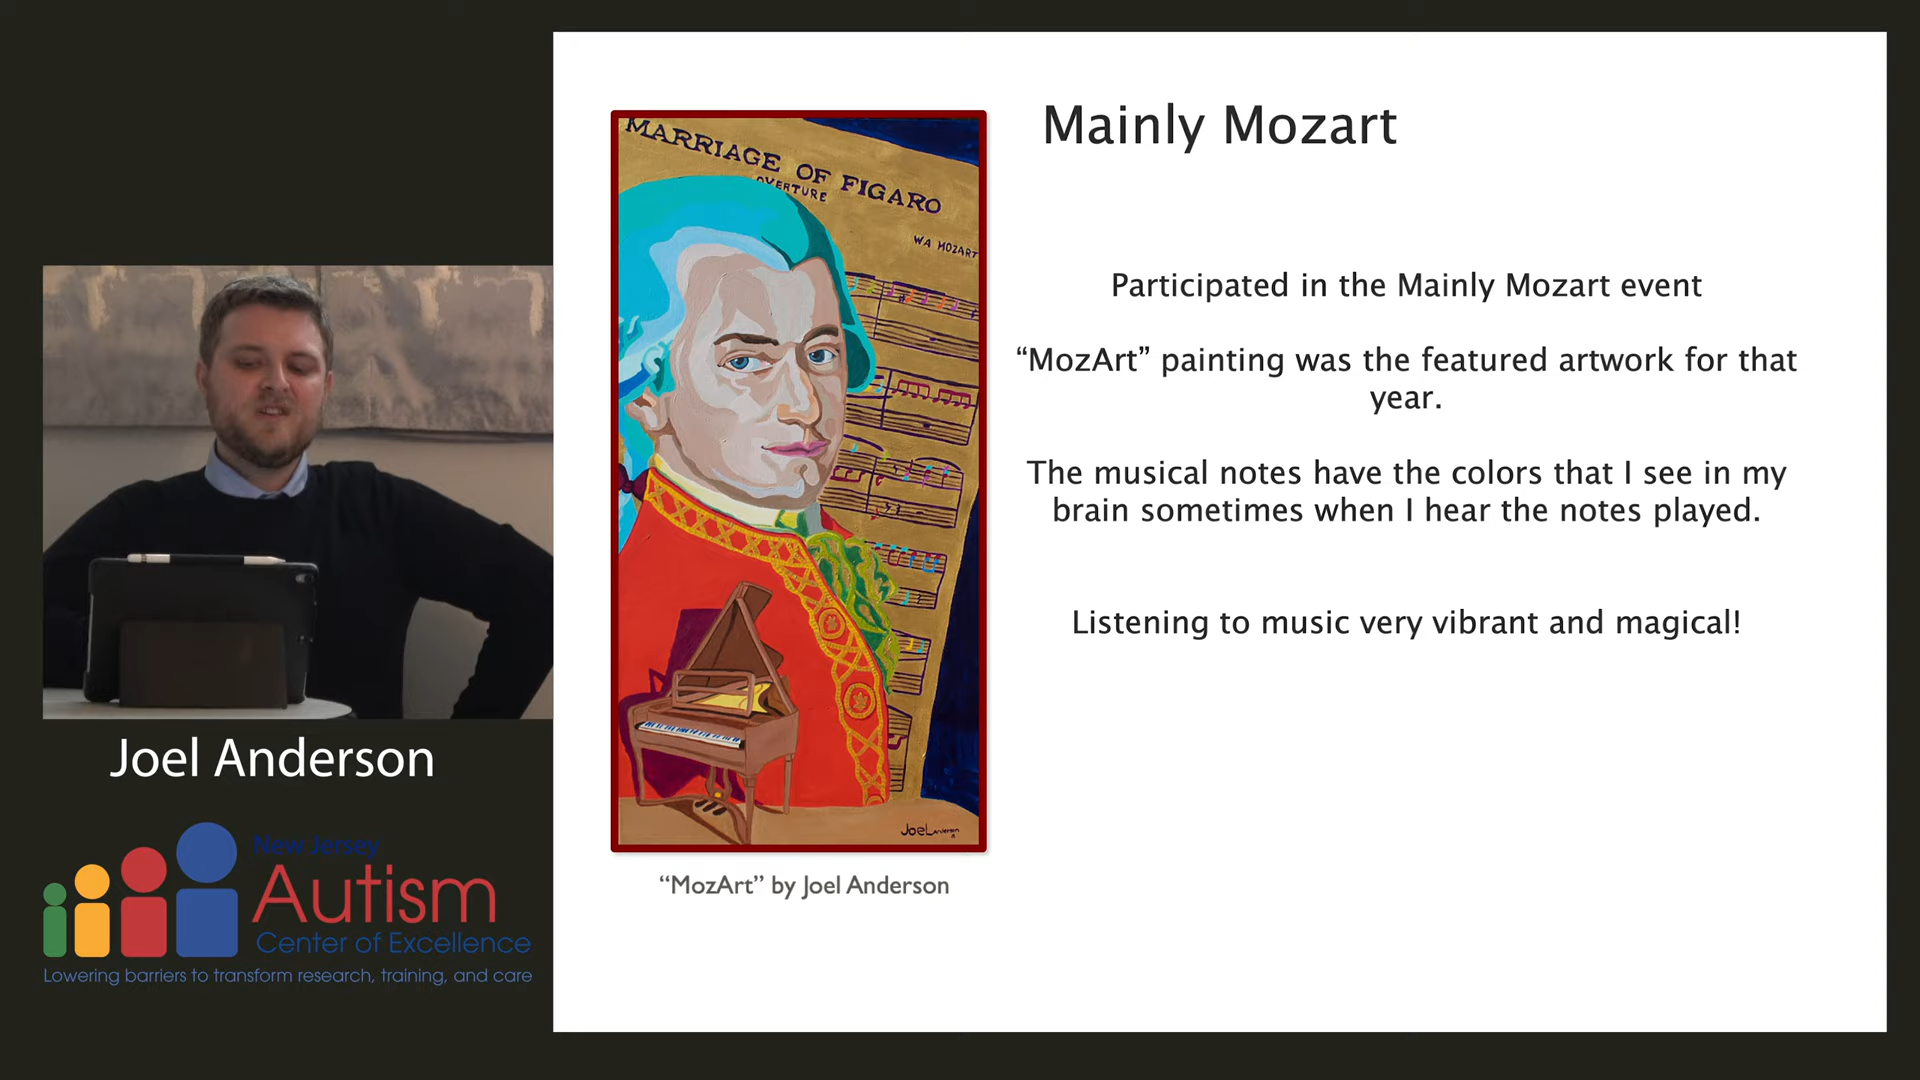 Mainly Mozart
MARRIAGE OF FIGARO
OVERTURE
WA MOZART
Participated in the Mainly Mozart event
“MozArt” painting was the featured artwork for that
year.
The musical notes have the colors that I see in my
brain sometimes when I hear the notes played.
Listening to music very vibrant and magical!
Joel Anderson
“MozArt” by Joel Anderson
Joel Anderson
New Jersey
Autism
Center of Excellence
Lowering barriers to transform research, training, and care